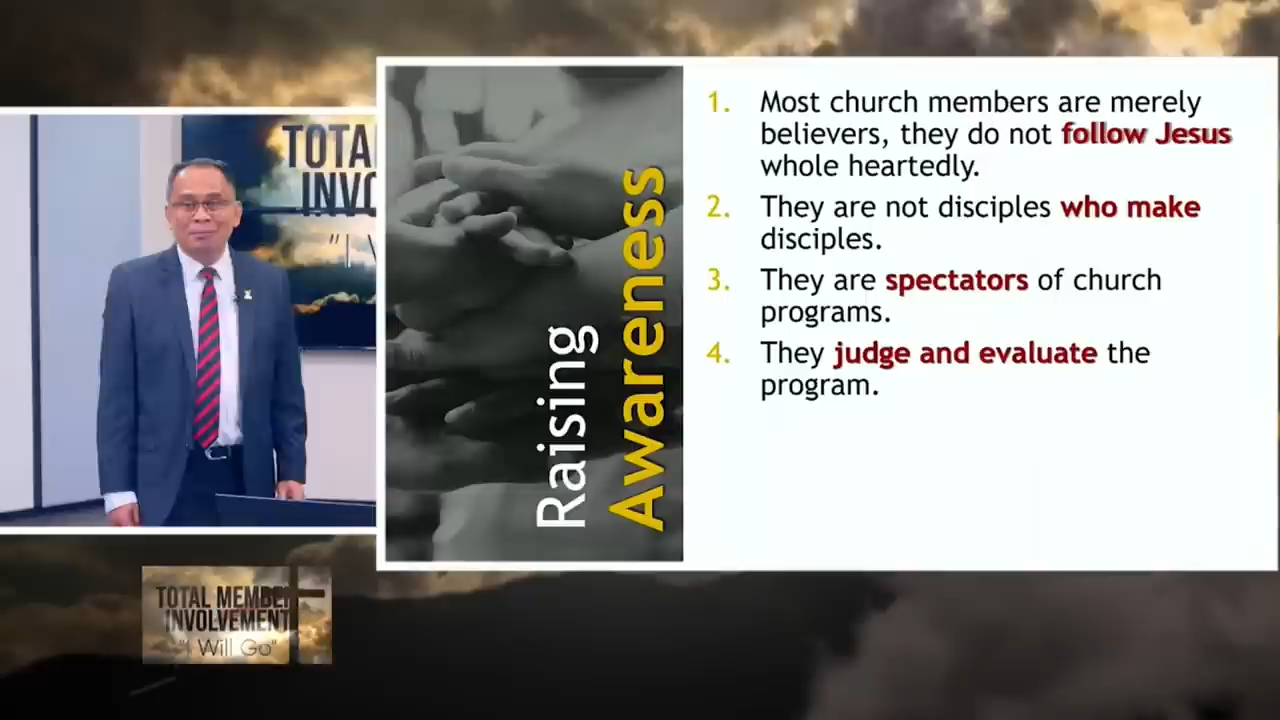 TOTA
INVO
"I
Raising
Awareness
1. Most church members are merely
believers, they do not follow Jesus
whole heartedly.
2. They are not disciples who make
disciples.
3. They are spectators of church
programs.
4. They judge and evaluate the
program.
TOTAL MEMBER
INVOLVEMENT
"I Will Go"